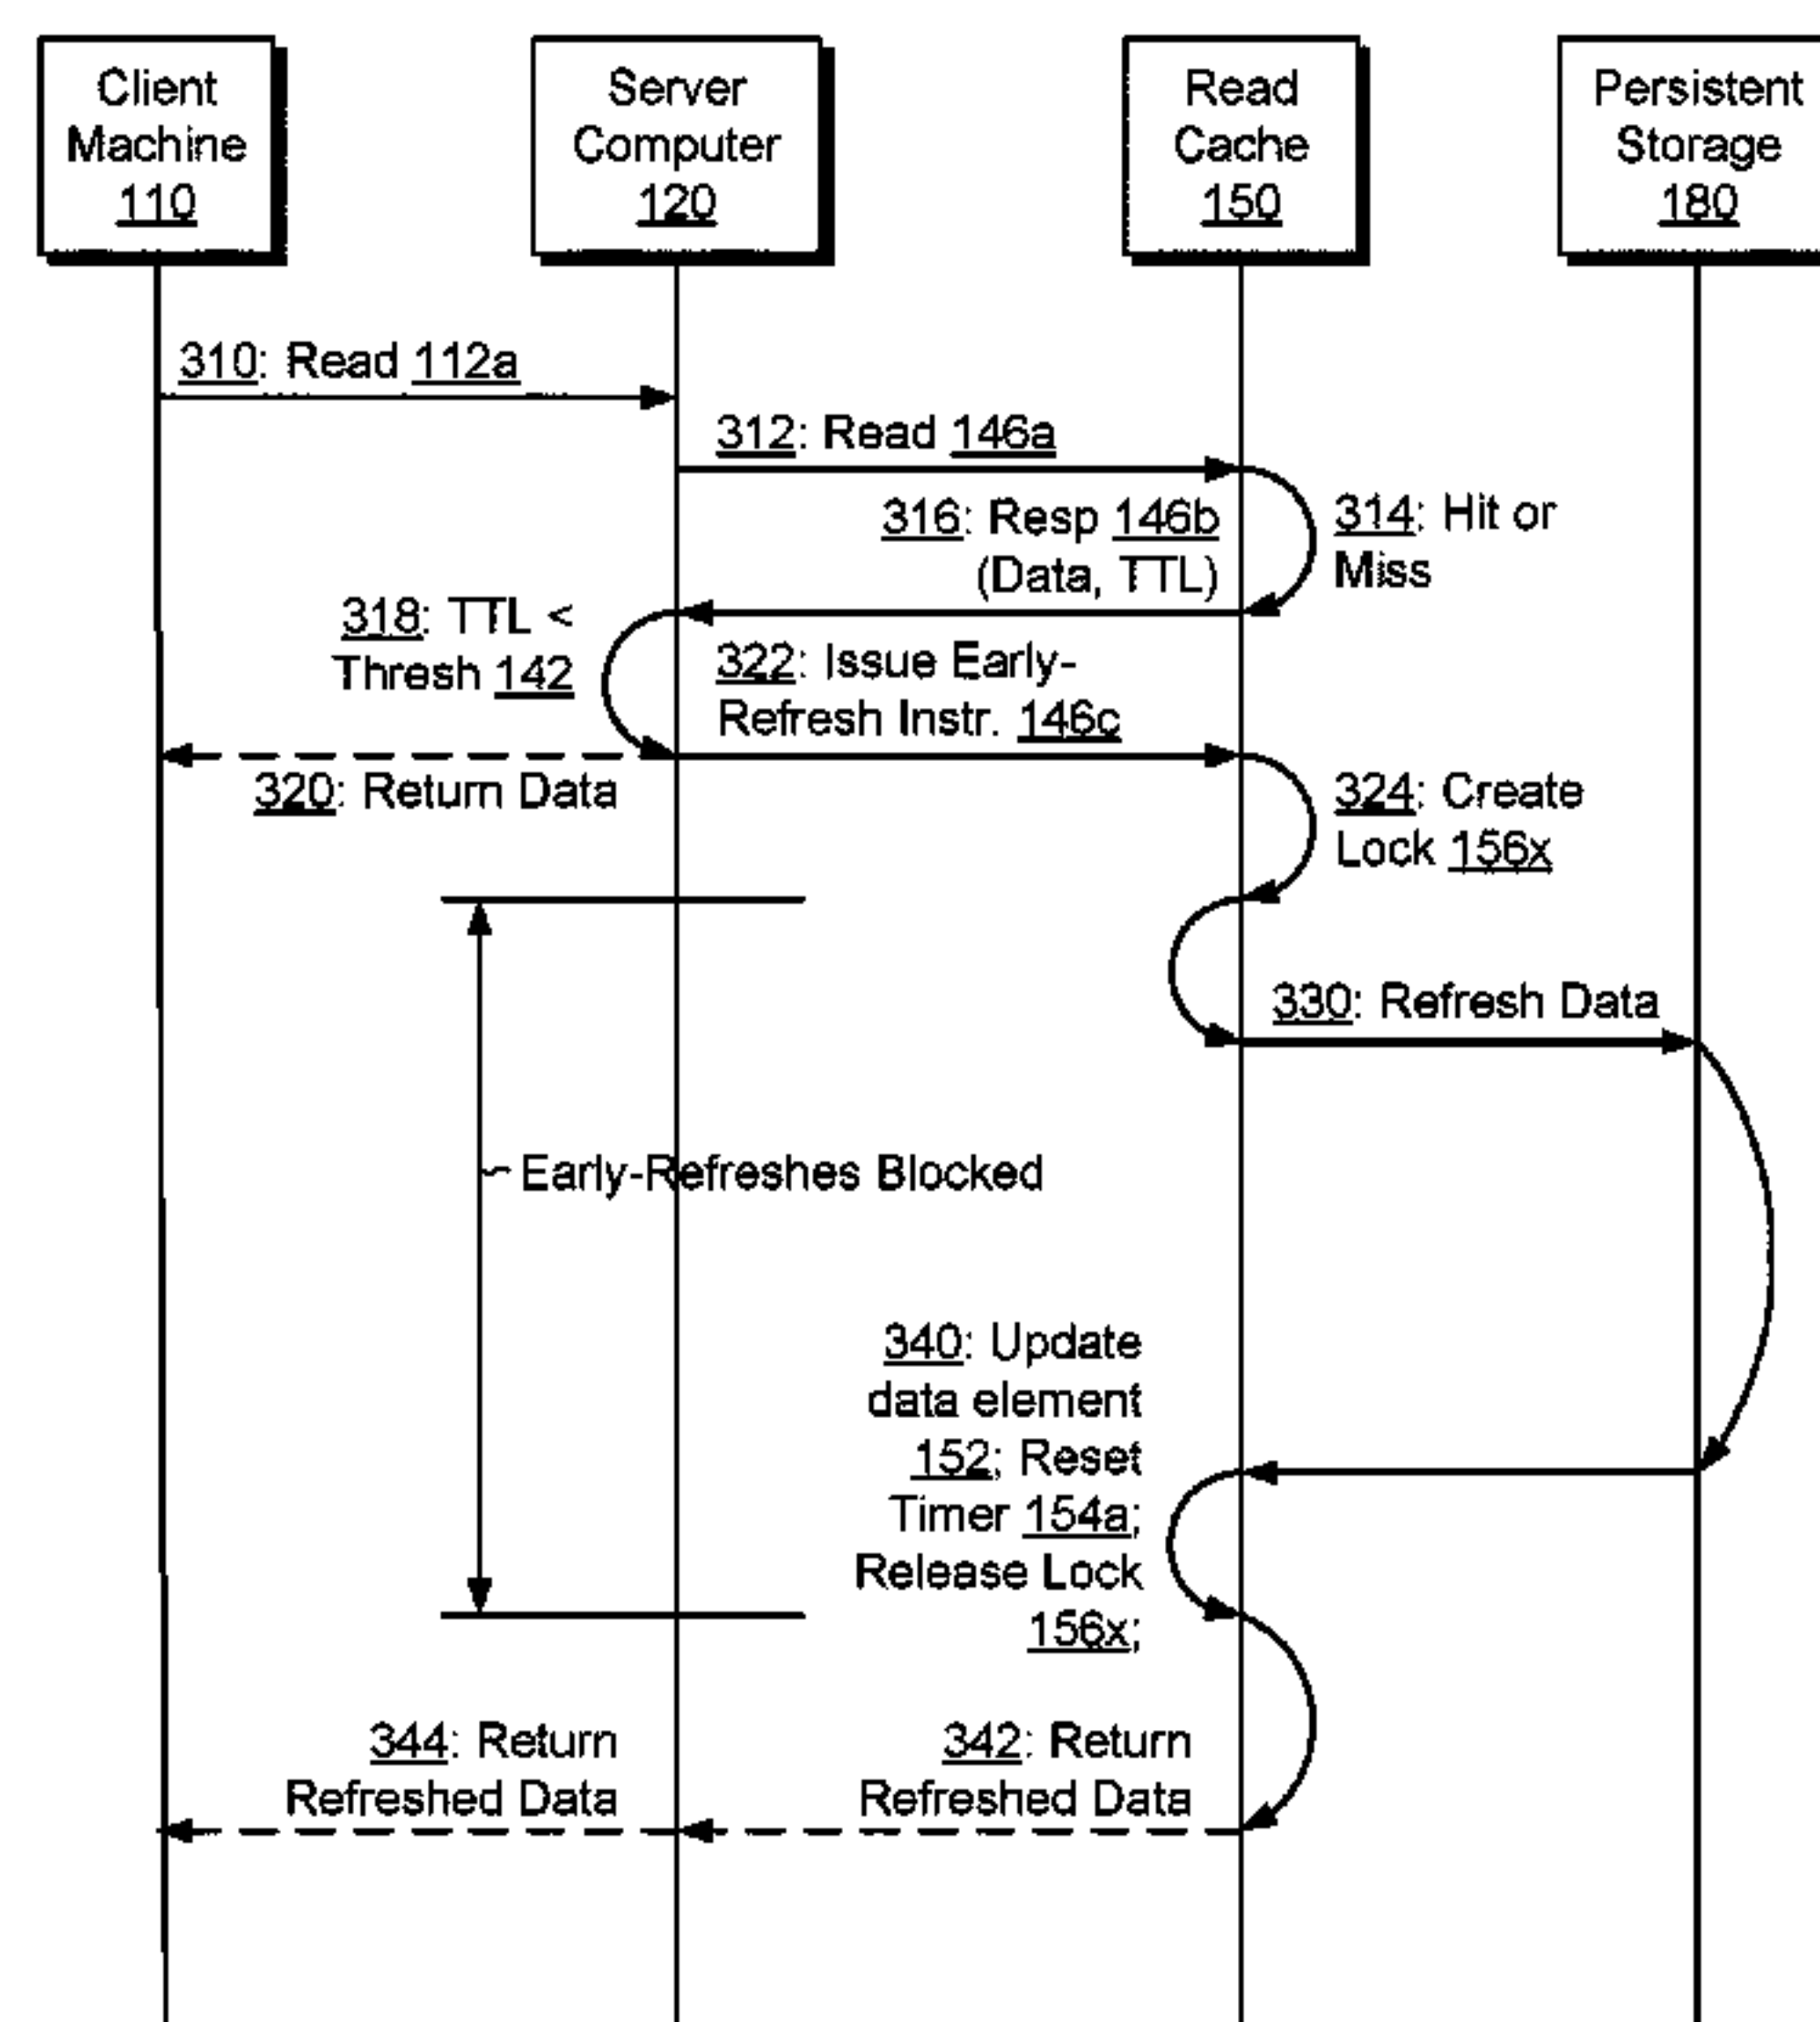 Client
Machine
110
Server
Computer
120
Read
Cache
150
Persistent
Storage
180
310: Read 112a
312: Read 146a
316: Resp 146b
(Data, TTL)
314: Hit or
Miss
318: TTL <
Thresh 142
322: Issue Early-
Refresh Instr. 146c
320: Return Data
324: Create
Lock 156x
330: Refresh Data
Early-Refreshes Blocked
340: Update
data element
152; Reset
Timer 154a;
Release Lock
156x;
344: Return
Refreshed Data
342: Return
Refreshed Data